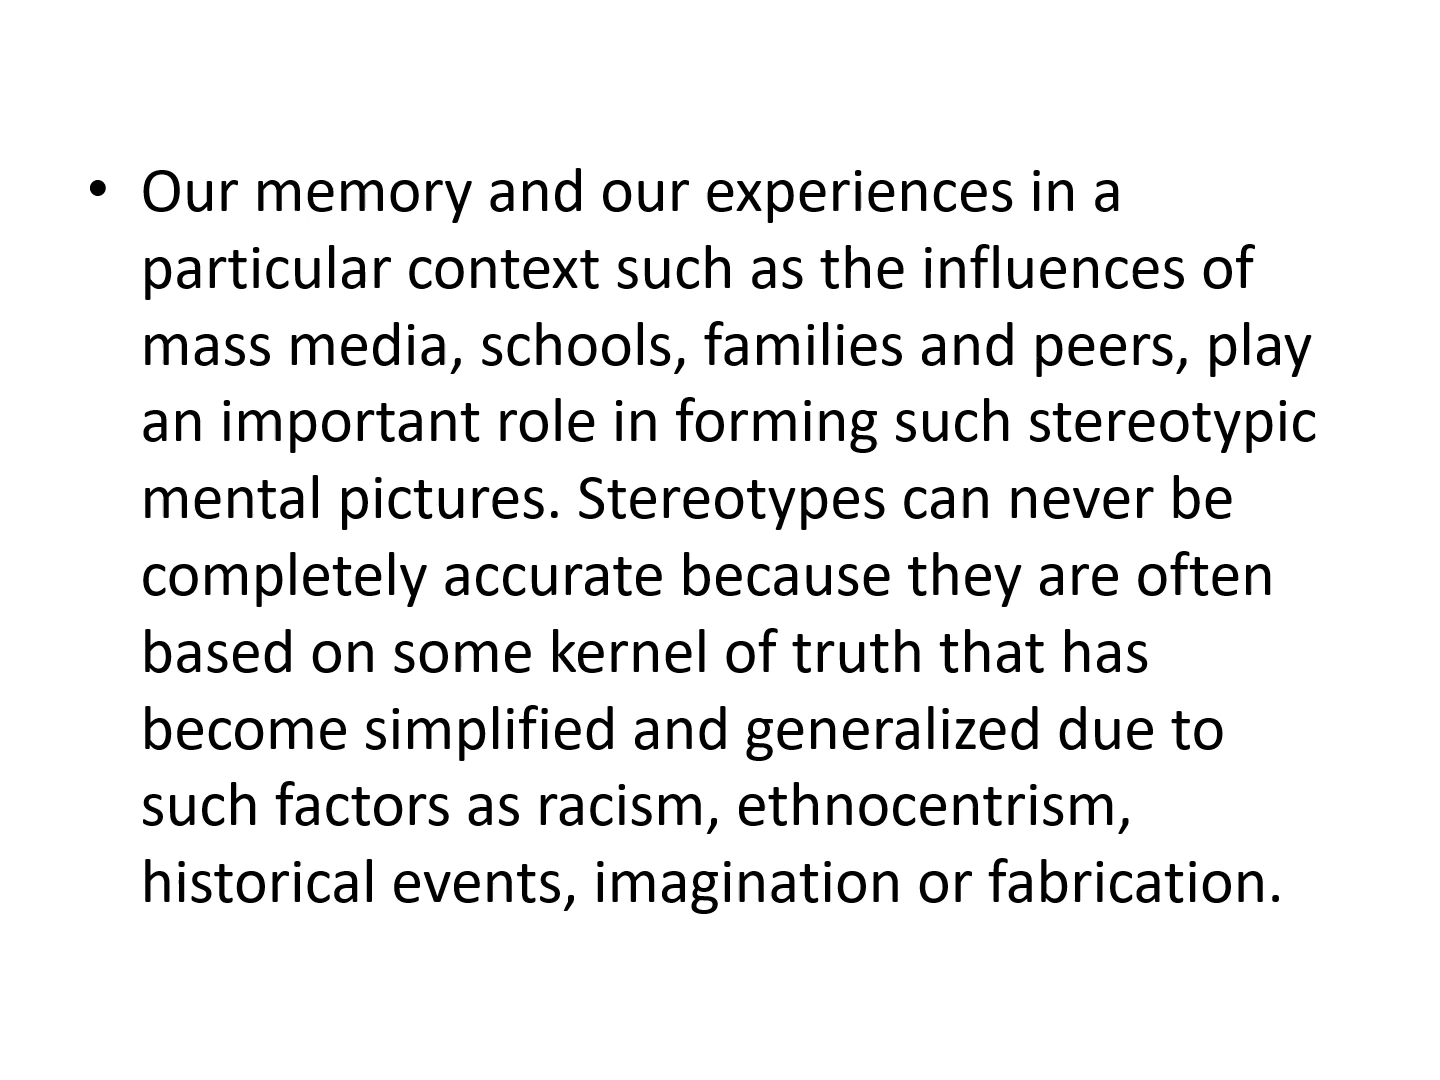 • Our memory and our experiences in a
particular context such as the influences of
mass media, schools, families and peers, play
an important role in forming such stereotypic
mental pictures. Stereotypes can never be
completely accurate because they are often
based on some kernel of truth that has
become simplified and generalized due to
such factors as racism, ethnocentrism,
historical events, imagination or fabrication.